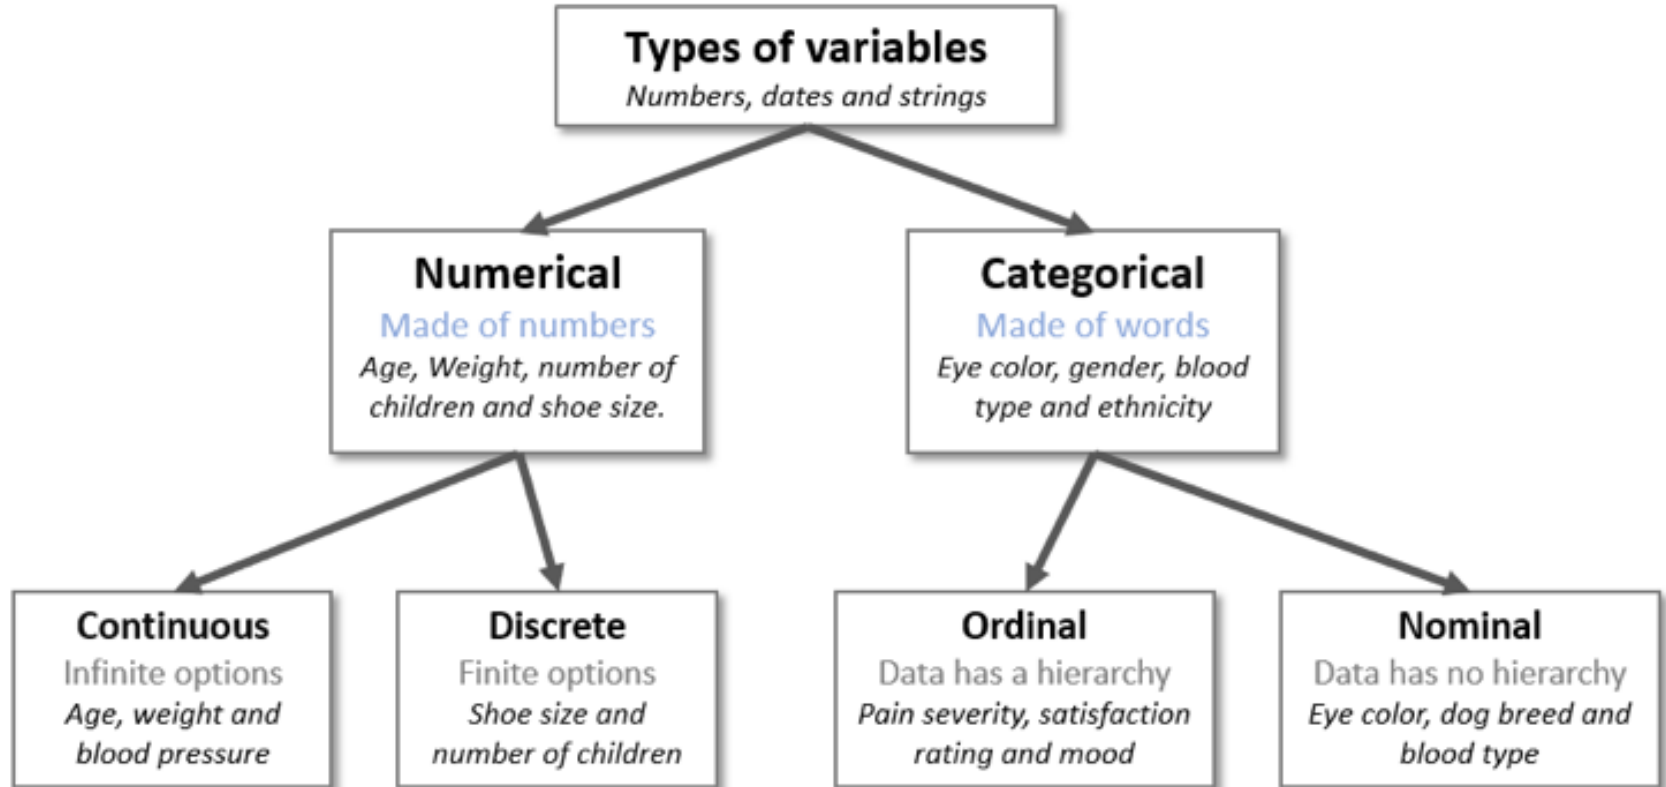 Types of variables
Numbers, dates and strings
Numerical
Made of numbers
Age, Weight, number of
children and shoe size.
Categorical
Made of words
Eye color, gender, blood
type and ethnicity
Continuous
Infinite options
Age, weight and
blood pressure
Discrete
Finite options
Shoe size and
number of children
Ordinal
Data has a hierarchy
Pain severity, satisfaction
rating and mood
Nominal
Data has no hierarchy
Eye color, dog breed and
blood type